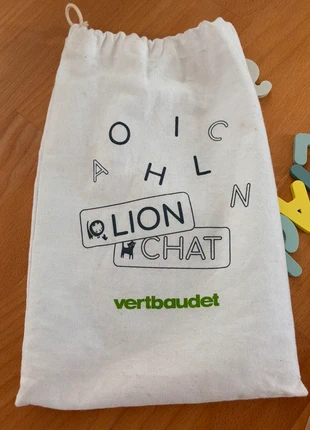 O I C
A H L N
LION
CHAT
vertbaudet